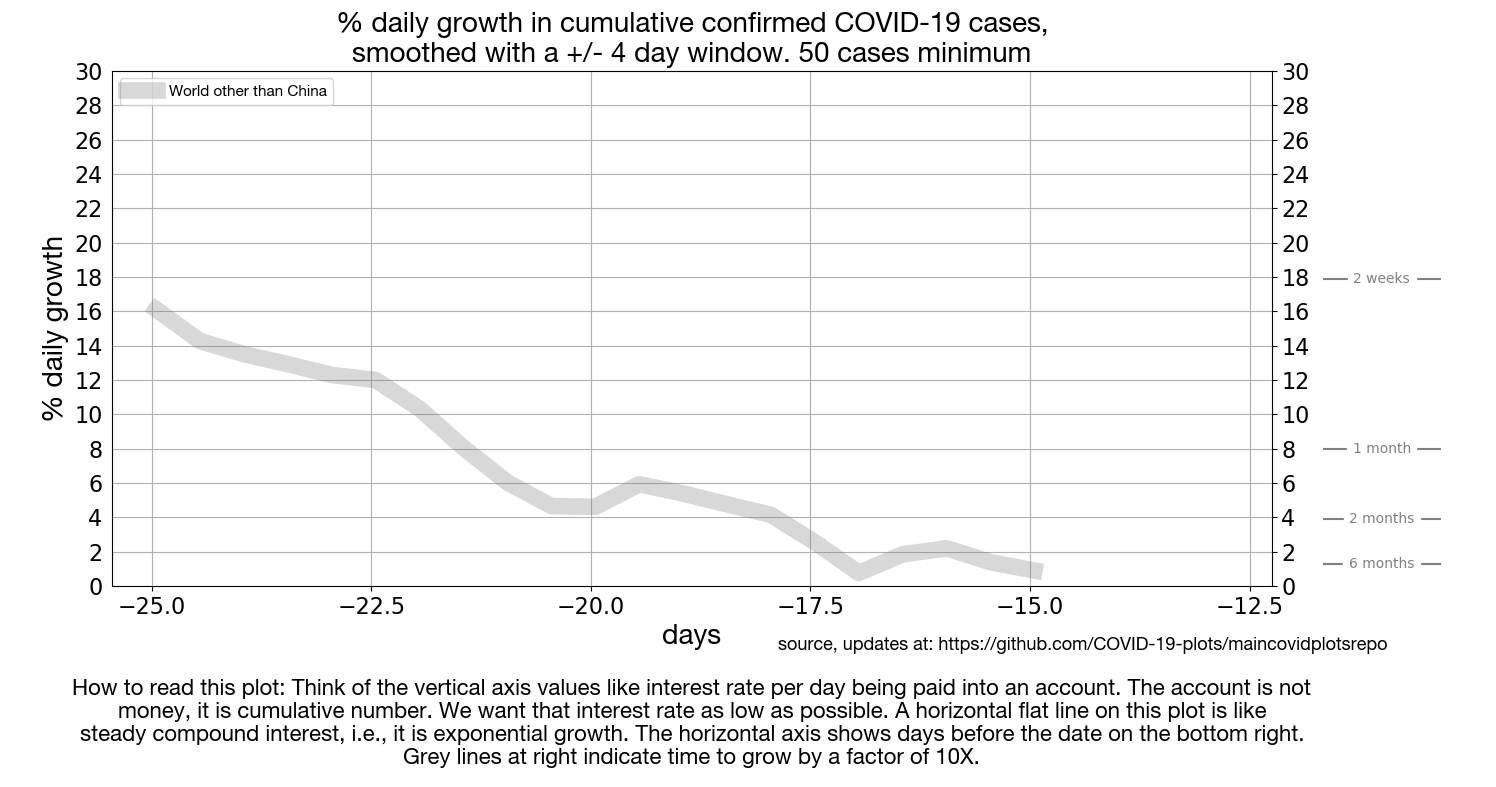 % daily growth in cumulative confirmed COVID-19 cases,
smoothed with a +/- 4 day window. 50 cases minimum
World other than China
30
28
26
24
22
20
18
16
14
12
10
8
6
4
2
0
% daily growth
30
28
26
24
22
20
18
16
14
12
10
8
6
4
2
0
2 weeks
1 month
2 months
6 months
−25.0
−22.5
−20.0
−17.5
−15.0
−12.5
days
source, updates at: https://github.com/COVID-19-plots/maincovidplotsrepo
How to read this plot: Think of the vertical axis values like interest rate per day being paid into an account. The account is not
money, it is cumulative number. We want that interest rate as low as possible. A horizontal flat line on this plot is like
steady compound interest, i.e., it is exponential growth. The horizontal axis shows days before the date on the bottom right.
Grey lines at right indicate time to grow by a factor of 10X.